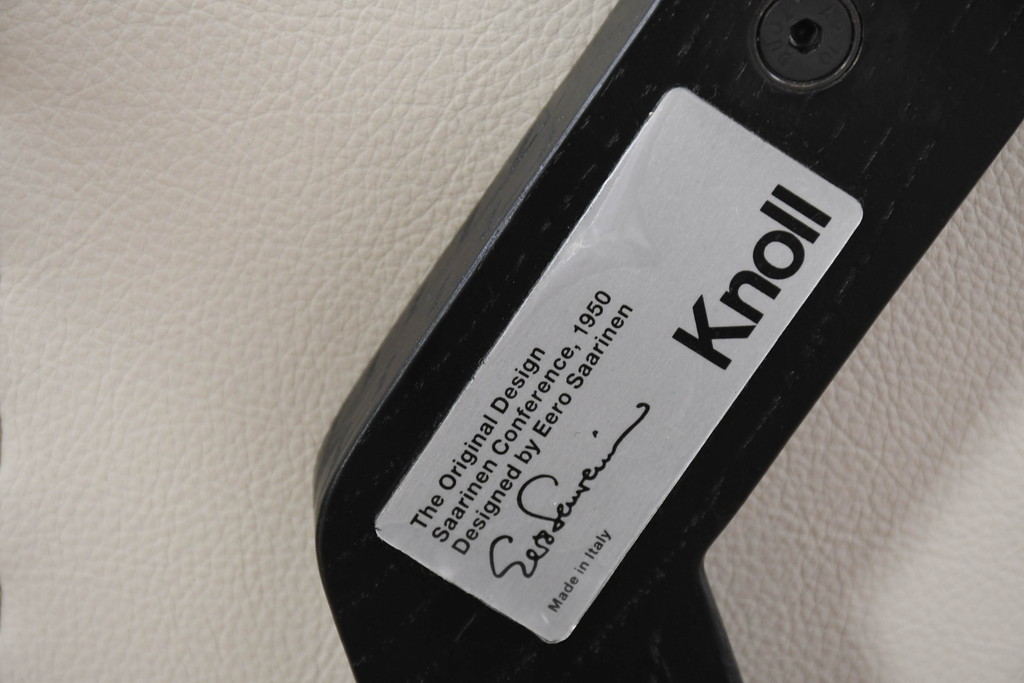 Knoll
The Original Design
Saarinen Conference, 1950
Designed by Eero Saarinen
Eero Saarinen
Made in Italy